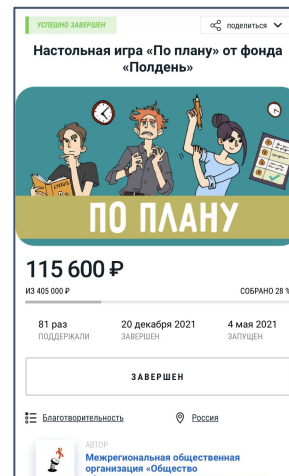 УСПЕШНО ЗАВЕРШЕН
поделиться
Настольная игра «По плану» от фонда
«Полдень»
ПО ПЛАНУ
115 600 ₽
ИЗ 405 000 ₽ СОБРАНО 28 %
81 раз 20 декабря 2021 4 мая 2021
ПОДДЕРЖАЛИ ЗАВЕРШЕН ЗАПУЩЕН
ЗАВЕРШЕН
Благотворительность Россия
АВТОР
Межрегиональная общественная
организация «Общество